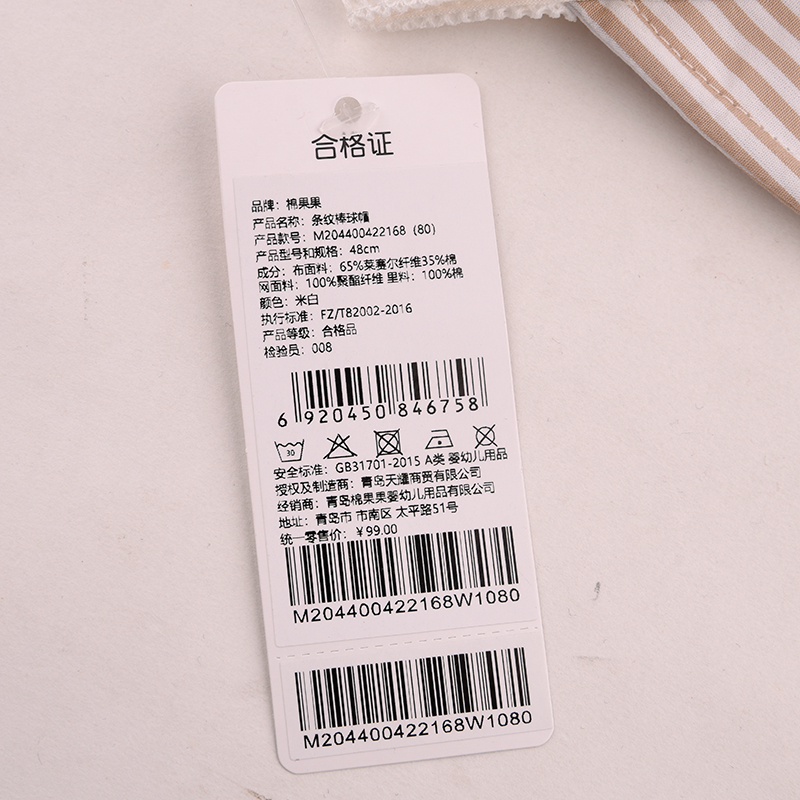 合格证
品牌：棉果果
产品名称：条纹棒球帽
产品款号：M204400422168（80）
产品型号和规格：48cm
成分：布面料：65%莱赛尔纤维35%棉
网面料：100%聚酯纤维 里料：100%棉
颜色：米白
执行标准：FZ/T82002-2016
产品等级：合格品
检验员：008
6 920450 846758
30
安全标准：GB31701-2015 A类 婴幼儿用品
授权及制造商：青岛天耀商贸有限公司
经销商：青岛棉果果婴幼儿用品有限公司
地址：青岛市 市南区 太平路51号
统一零售价：￥99.00
M204400422168W1080
M204400422168W1080